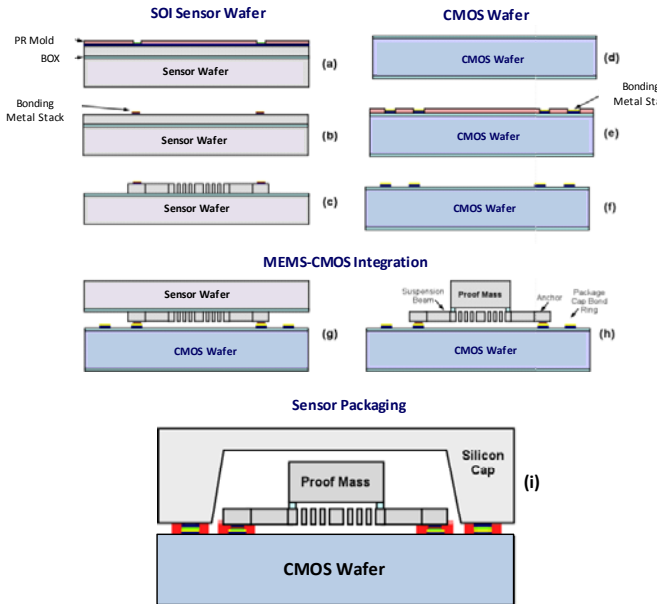 SOI Sensor Wafer
CMOS Wafer
PR Mold
BOX
Sensor Wafer
(a)
CMOS Wafer
(d)
Bonding
Metal Stack
Sensor Wafer
(b)
Bonding
CMOS Wafer
(e)
Sensor Wafer
(c)
CMOS Wafer
(f)
MEMS-CMOS Integration
Sensor Wafer
CMOS Wafer
(g)
Suspension
Beam
Proof Mass
Anchor
Package
Cap Bond
Ring
CMOS Wafer
(h)
Sensor Packaging
Silicon
Cap
Proof Mass
(i)
CMOS Wafer